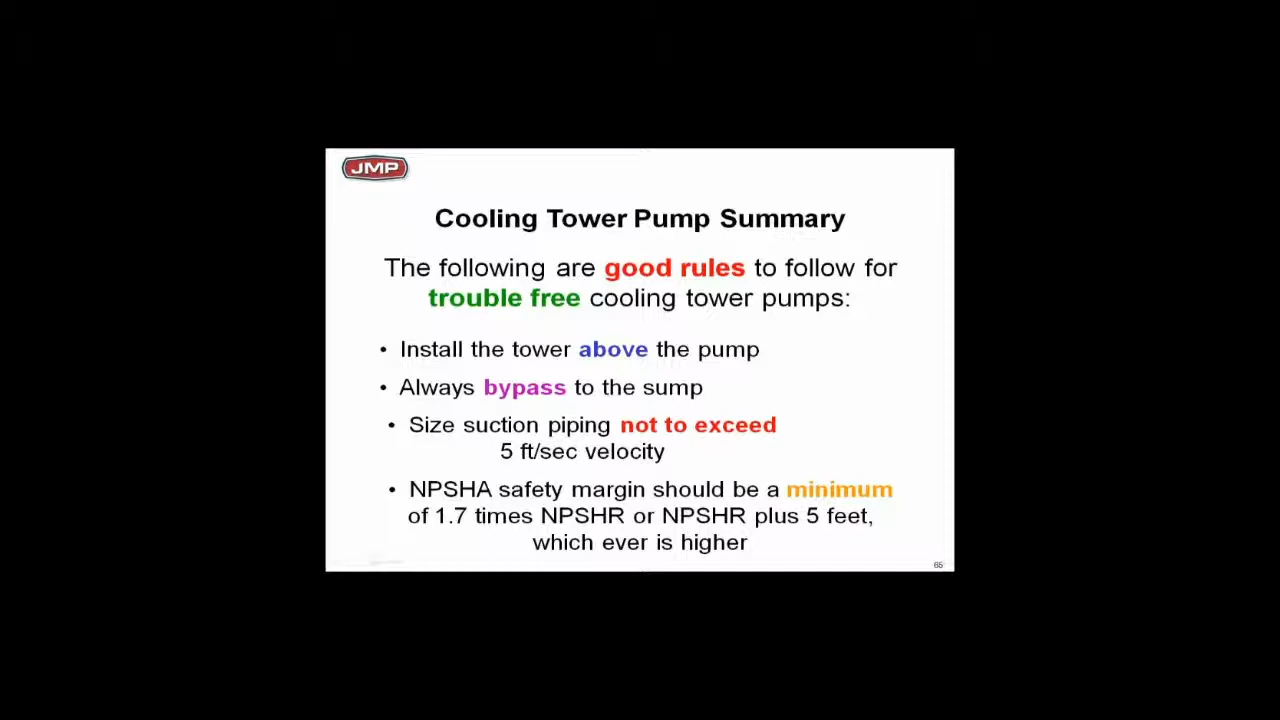 JMP
Cooling Tower Pump Summary
The following are good rules to follow for
trouble free cooling tower pumps:
• Install the tower above the pump
• Always bypass to the sump
• Size suction piping not to exceed
5 ft/sec velocity
• NPSHA safety margin should be a minimum
of 1.7 times NPSHR or NPSHR plus 5 feet,
which ever is higher
65